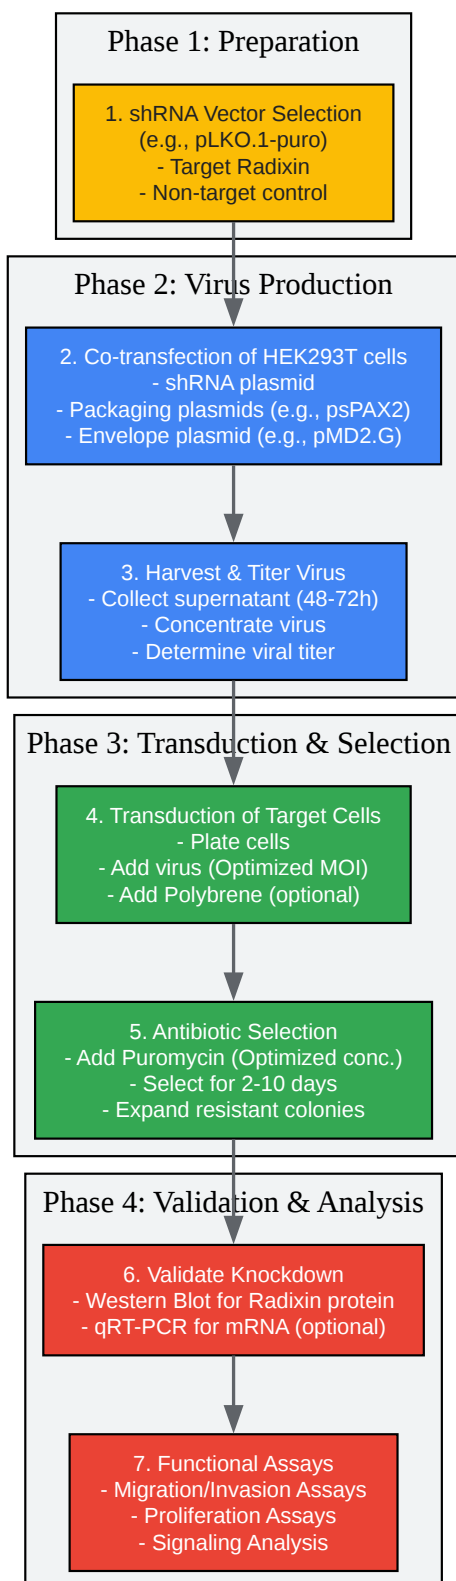 Phase 1: Preparation
1. shRNA Vector Selection
(e.g., pLKO.1-puro)
- Target Radixin
- Non-target control
Phase 2: Virus Production
2. Co-transfection of HEK293T cells
- shRNA plasmid
- Packaging plasmids (e.g., psPAX2)
- Envelope plasmid (e.g., pMD2.G)
3. Harvest & Titer Virus
- Collect supernatant (48-72h)
- Concentrate virus
- Determine viral titer
Phase 3: Transduction & Selection
4. Transduction of Target Cells
- Plate cells
- Add virus (Optimized MOI)
- Add Polybrene (optional)
5. Antibiotic Selection
- Add Puromycin (Optimized conc.)
- Select for 2-10 days
- Expand resistant colonies
Phase 4: Validation & Analysis
6. Validate Knockdown
- Western Blot for Radixin protein
- qRT-PCR for mRNA (optional)
7. Functional Assays
- Migration/Invasion Assays
- Proliferation Assays
- Signaling Analysis